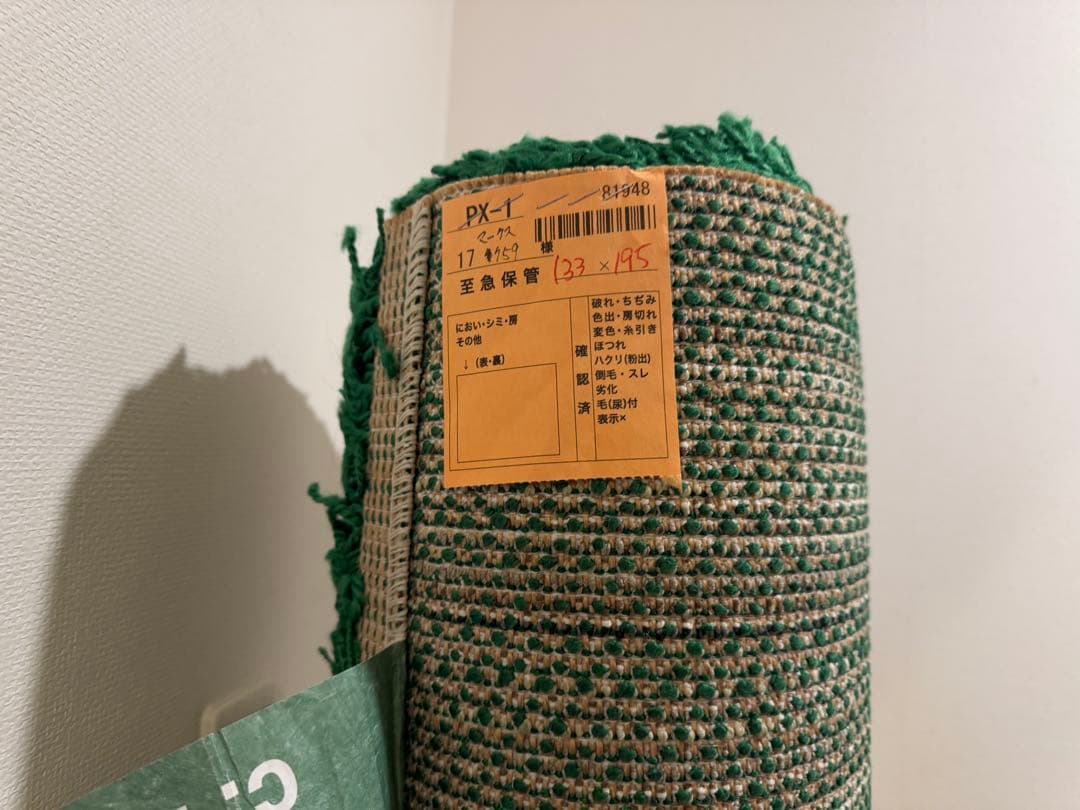 PX-1
81948
マークス
17
様
至急保管
133 × 195
におい・シミ・房
その他
↓ (表・裏)
確認済
破れ・ちぢみ
色出・房切れ
変色・糸引き
ほつれ
ハクリ(粉出)
倒毛・スレ
劣化
毛(尿)付
表示×